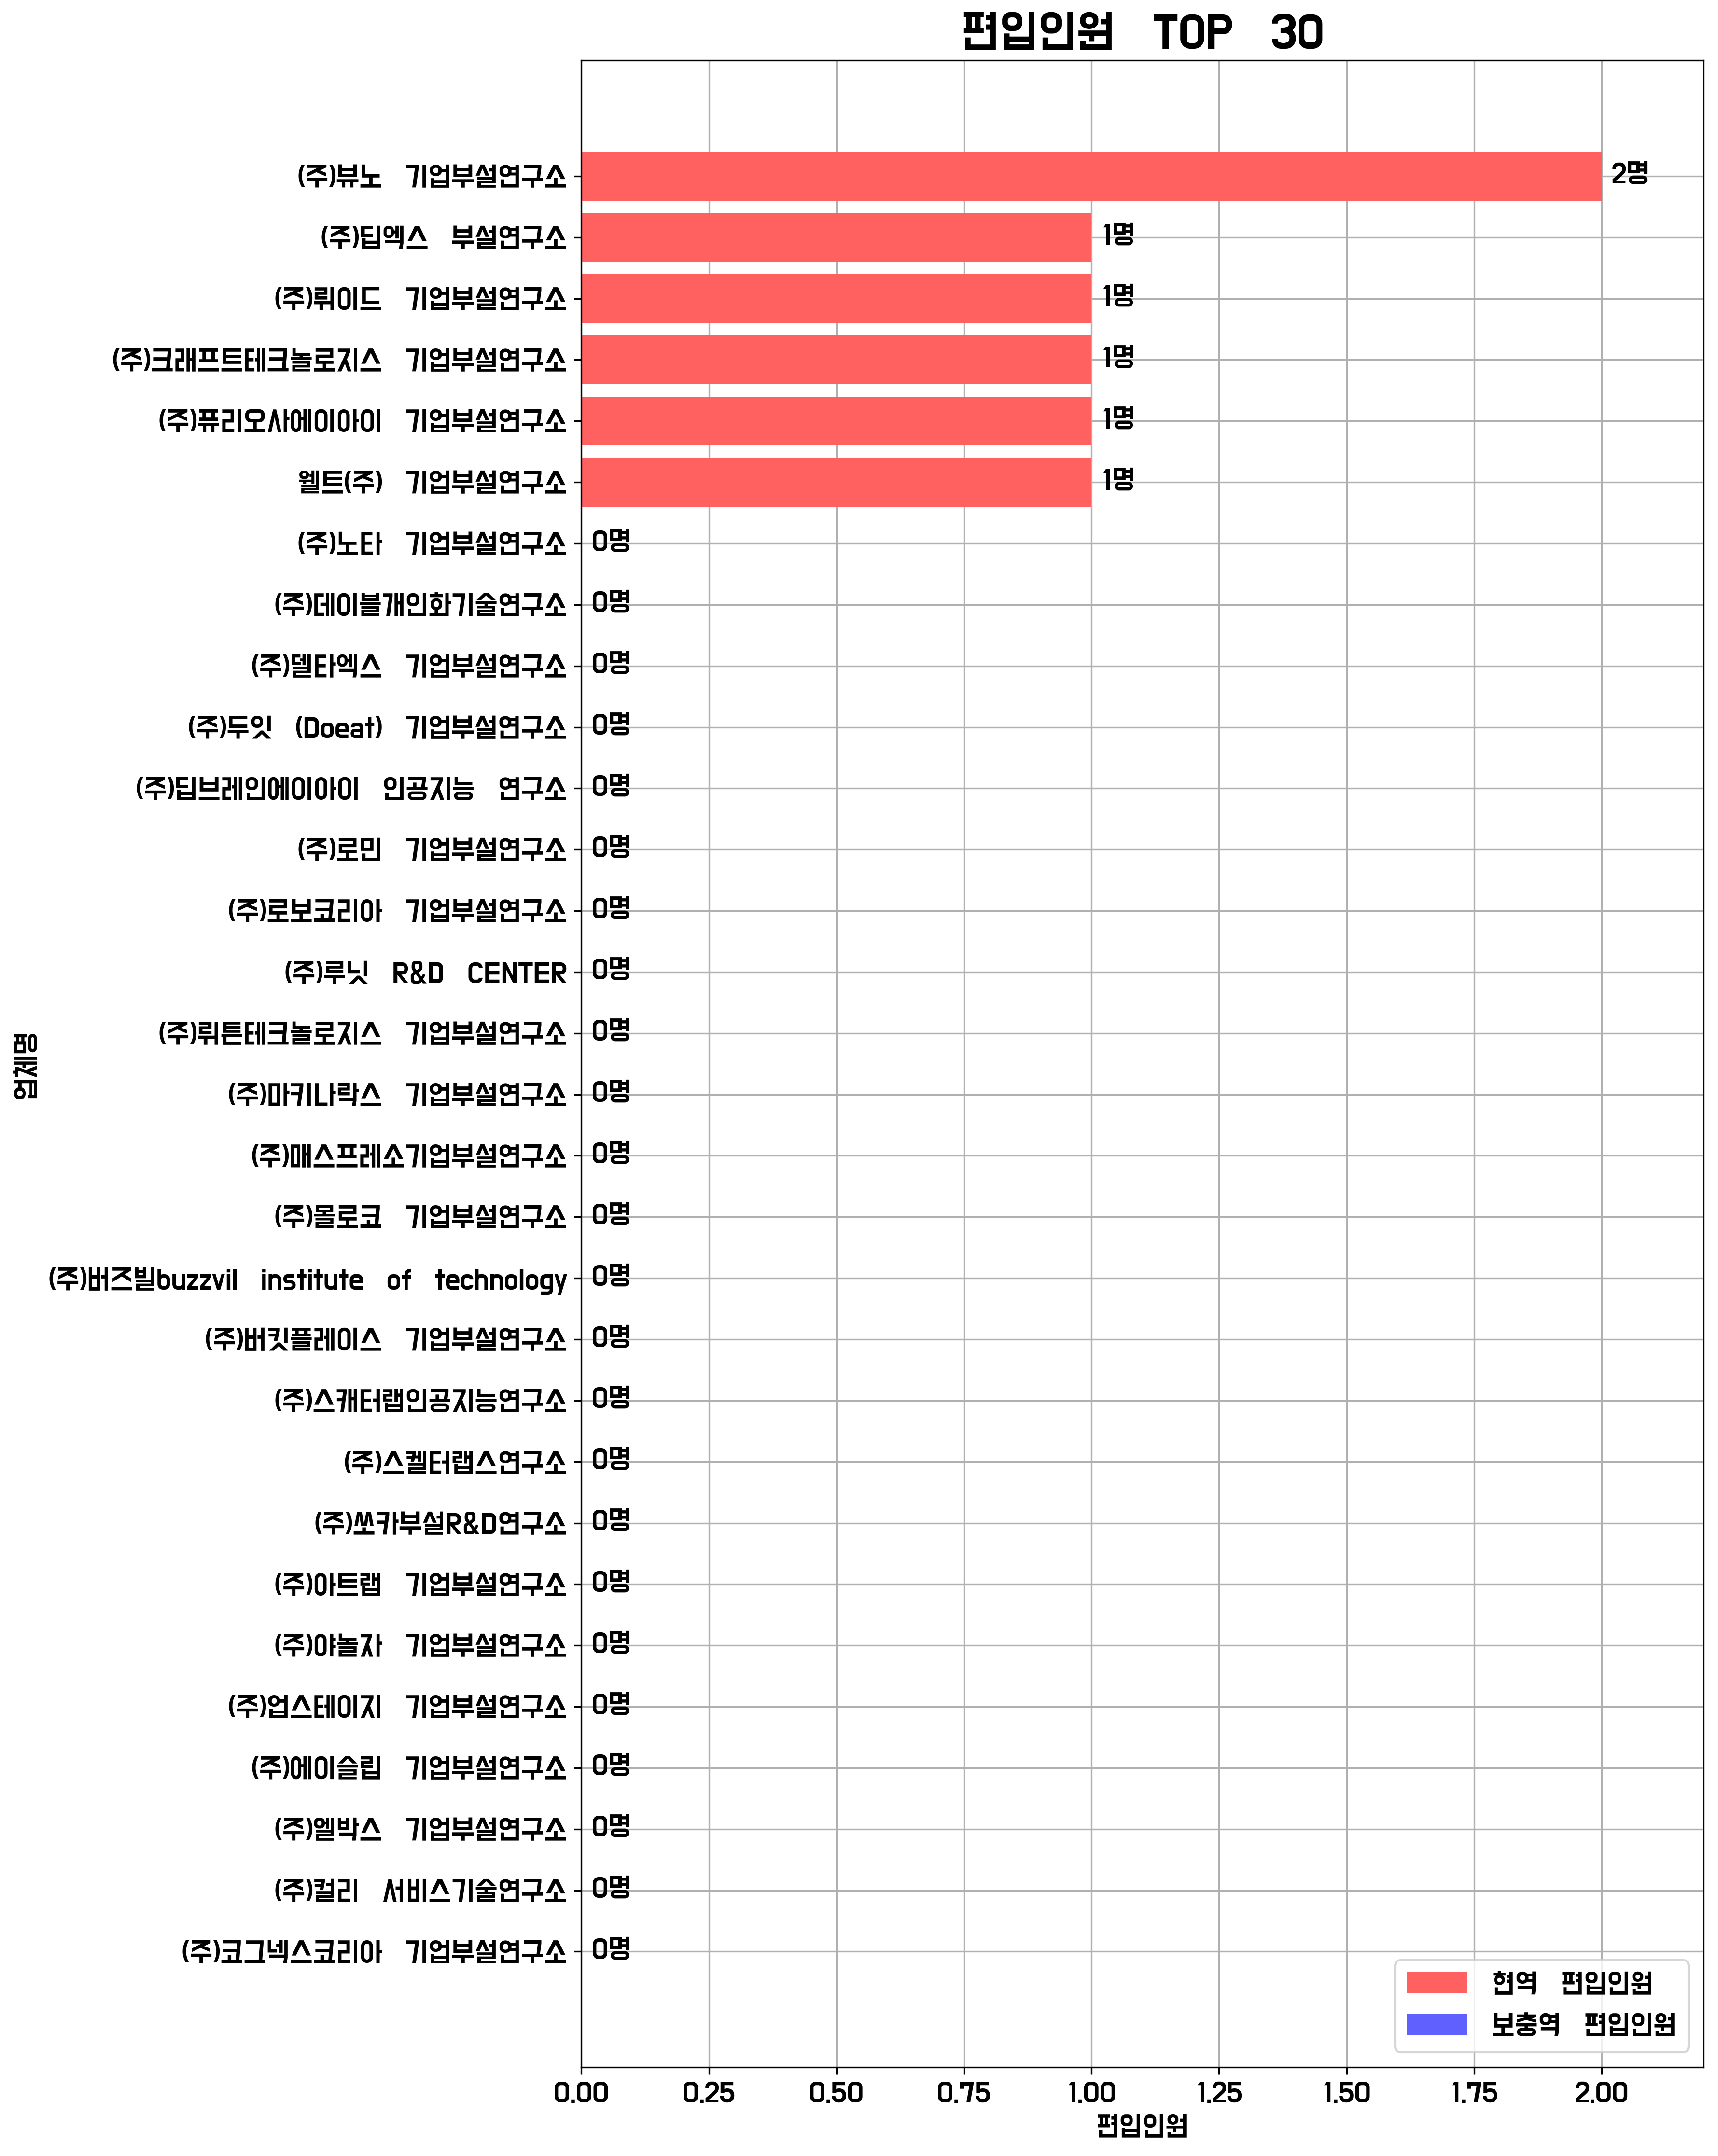 편입인원 TOP 30
(주)뷰노 기업부설연구소 2명
(주)딥엑스 부설연구소 1명
(주)뤼이드 기업부설연구소 1명
(주)크래프트테크놀로지스 기업부설연구소 1명
(주)퓨리오사에이아이 기업부설연구소 1명
웰트(주) 기업부설연구소 1명
(주)노타 기업부설연구소 0명
(주)데이블개인화기술연구소 0명
(주)델타엑스 기업부설연구소 0명
(주)두잇 (Doeat) 기업부설연구소 0명
(주)딥브레인에이아이 인공지능 연구소 0명
(주)로민 기업부설연구소 0명
(주)로보코리아 기업부설연구소 0명
(주)루닛 R&D CENTER 0명
(주)뤼튼테크놀로지스 기업부설연구소 0명
(주)마키나락스 기업부설연구소 0명
(주)매스프레소기업부설연구소 0명
(주)몰로코 기업부설연구소 0명
(주)버즈빌buzzvil institute of technology 0명
(주)버킷플레이스 기업부설연구소 0명
(주)스캐터랩인공지능연구소 0명
(주)스켈터랩스연구소 0명
(주)쏘카부설R&D연구소 0명
(주)아트랩 기업부설연구소 0명
(주)야놀자 기업부설연구소 0명
(주)업스테이지 기업부설연구소 0명
(주)에이슬립 기업부설연구소 0명
(주)엘박스 기업부설연구소 0명
(주)컬리 서비스기술연구소 0명
(주)코그넥스코리아 기업부설연구소 0명
업체명
현역 편입인원
보충역 편입인원
0.00 0.25 0.50 0.75 1.00 1.25 1.50 1.75 2.00
편입인원